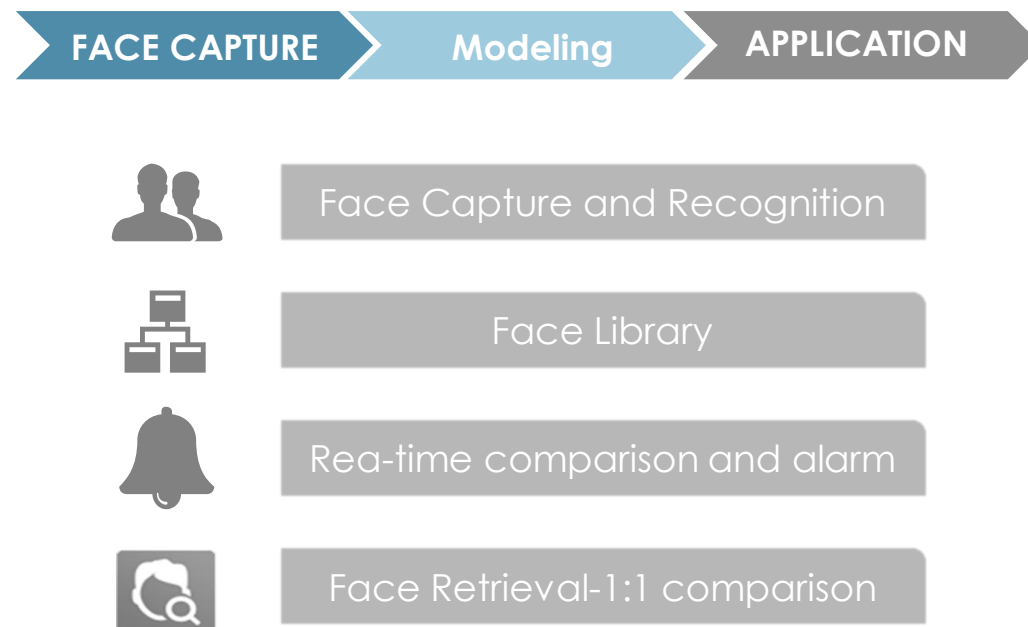 FACE CAPTURE
Modeling
APPLICATION
Face Capture and Recognition
Face Library
Rea-time comparison and alarm
Face Retrieval-1:1 comparison